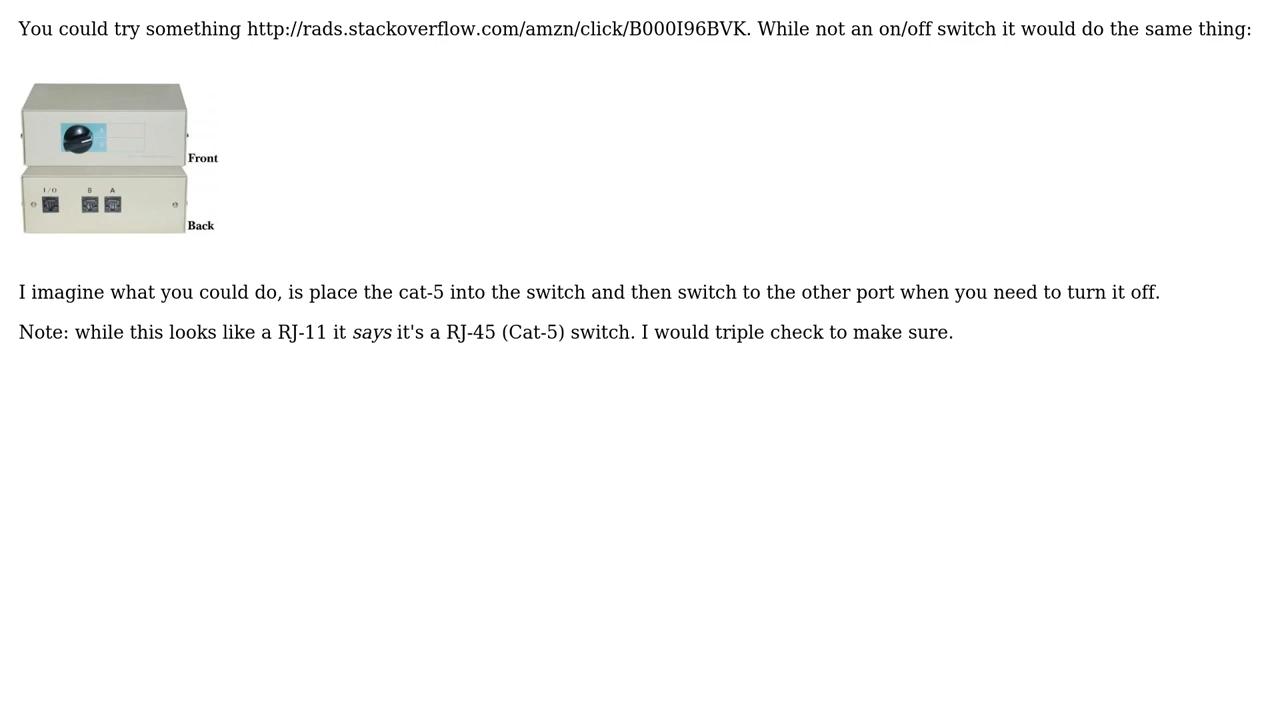 You could try something http://rads.stackoverflow.com/amzn/click/B000I96BVK. While not an on/off switch it would do the same thing:
Front
I/O B A
Back
I imagine what you could do, is place the cat-5 into the switch and then switch to the other port when you need to turn it off.
Note: while this looks like a RJ-11 it says it's a RJ-45 (Cat-5) switch. I would triple check to make sure.